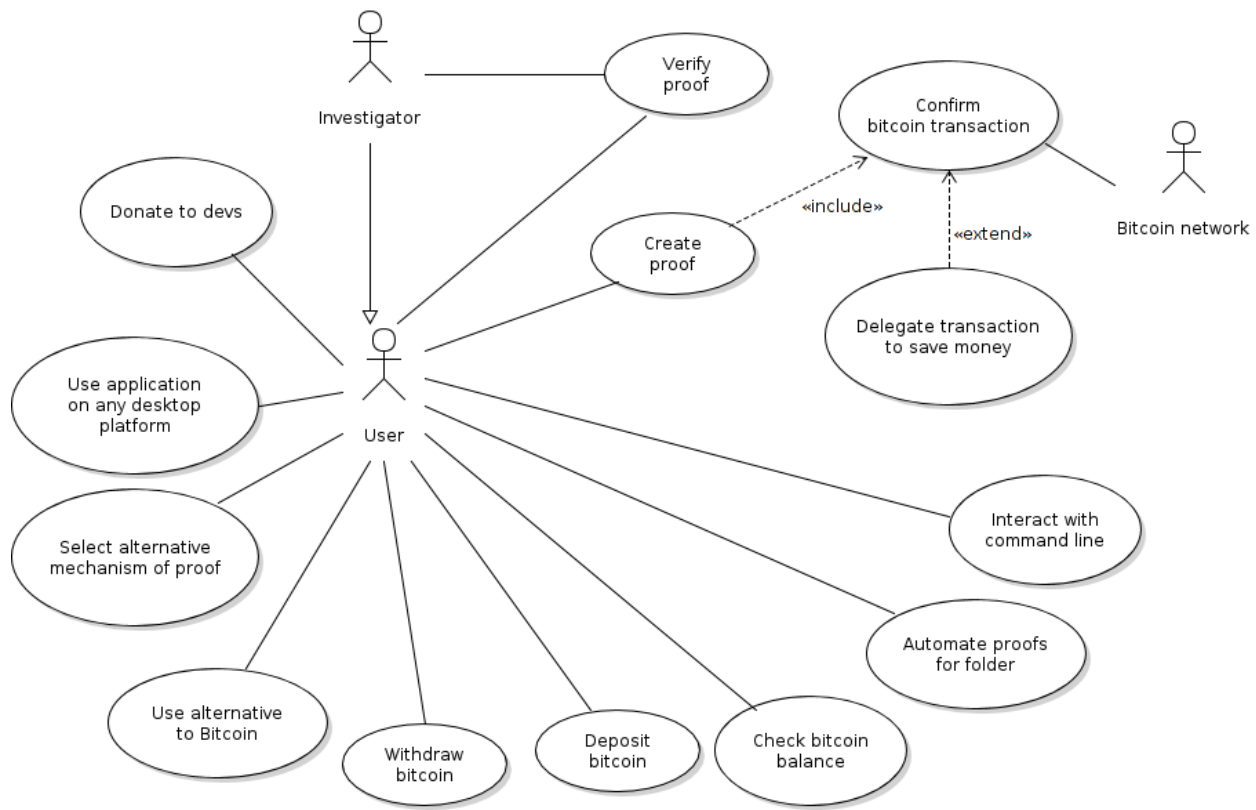 Verify
proof
Confirm
bitcoin transaction
Investigator
Donate to devs
«include»
Bitcoin network
Create
proof
«extend»
Delegate transaction
to save money
Use application
on any desktop
platform
User
Select alternative
mechanism of proof
Interact with
command line
Automate proofs
for folder
Use alternative
to Bitcoin
Withdraw
bitcoin
Deposit
bitcoin
Check bitcoin
balance